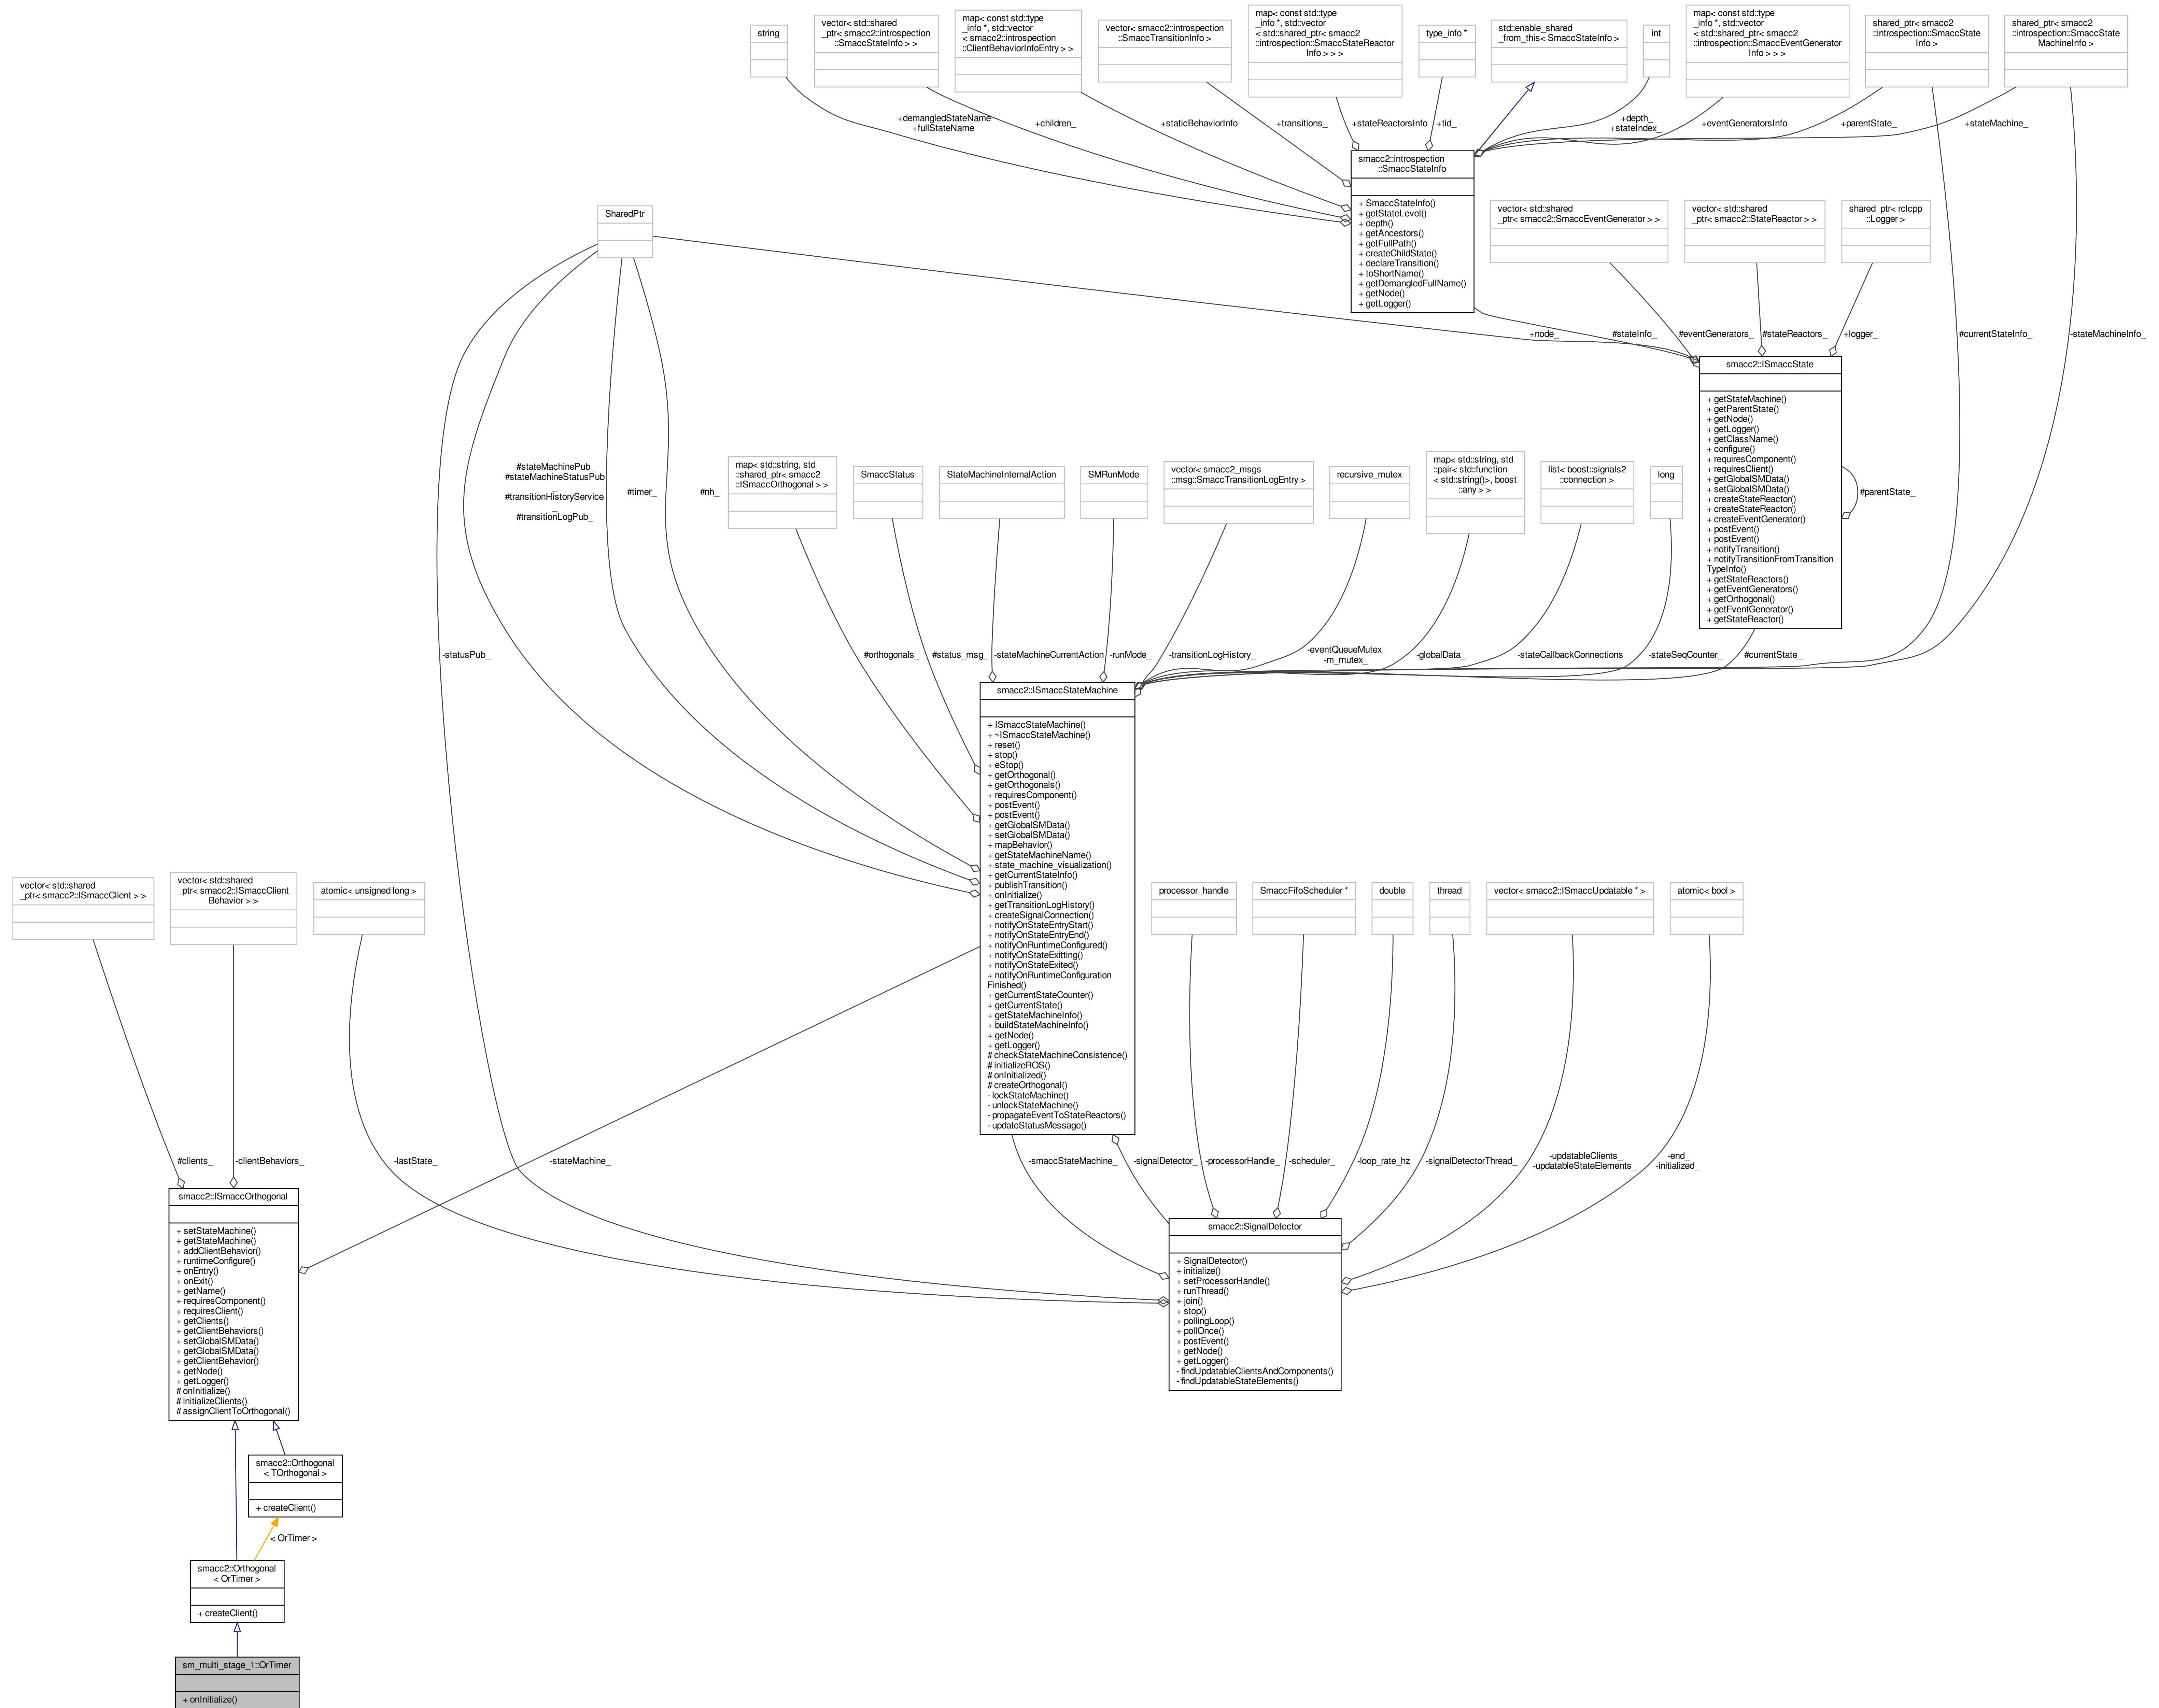 string
vector< std::shared
_ptr< smacc2::introspection
::SmaccStateInfo > >
map< const std::type
_info *, std::vector
< smacc2::introspection
::ClientBehaviorInfoEntry > >
vector< smacc2::introspection
::SmaccTransitionInfo >
map< const std::type
_info *, std::vector
< std::shared_ptr< smacc2
::introspection::SmaccStateReactor
Info > > >
type_info *
std::enable_shared
_from_this< SmaccStateInfo >
int
map< const std::type
_info *, std::vector
< std::shared_ptr< smacc2
::introspection::SmaccEventGenerator
Info > > >
shared_ptr< smacc2
::introspection::SmaccState
Info >
shared_ptr< smacc2
::introspection::SmaccState
MachineInfo >
+demangledStateName
+fullStateName
+children_
+staticBehaviorInfo
+transitions_
+stateReactorsInfo
+tid_
+depth_
+stateIndex_
+eventGeneratorsInfo
+parentState_
+stateMachine_
smacc2::introspection
::SmaccStateInfo
+ SmaccStateInfo()
+ getStateLevel()
+ depth()
+ getAncestors()
+ getFullPath()
+ createChildState()
+ declareTransition()
+ toShortName()
+ getDemangledFullName()
+ getNode()
+ getLogger()
SharedPtr
vector< std::shared
_ptr< smacc2::SmaccEventGenerator > >
vector< std::shared
_ptr< smacc2::StateReactor > >
shared_ptr< rclcpp
::Logger >
+node_
#stateInfo_
#eventGenerators_
#stateReactors_
+logger_
#currentStateInfo_
-stateMachineInfo_
smacc2::ISmaccState
+ getStateMachine()
+ getParentState()
+ getNode()
+ getLogger()
+ getClassName()
+ configure()
+ requiresComponent()
+ requiresClient()
+ getGlobalSMData()
+ setGlobalSMData()
+ createStateReactor()
+ createStateReactor()
+ createEventGenerator()
+ postEvent()
+ postEvent()
+ notifyTransition()
+ notifyTransitionFromTransition
TypeInfo()
+ getStateReactors()
+ getEventGenerators()
+ getOrthogonal()
+ getEventGenerator()
+ getStateReactor()
#parentState_
#stateMachinePub_
#stateMachineStatusPub
_
#transitionHistoryService
_
#transitionLogPub_
#timer_
#nh_
map< std::string, std
::shared_ptr< smacc2
::ISmaccOrthogonal > >
SmaccStatus
StateMachineInternalAction
SMRunMode
vector< smacc2_msgs
::msg::SmaccTransitionLogEntry >
recursive_mutex
map< std::string, std
::pair< std::function
< std::string()>, boost
::any > >
list< boost::signals2
::connection >
long
-statusPub_
#orthogonals_
#status_msg_
-stateMachineCurrentAction
-runMode_
-transitionLogHistory_
-eventQueueMutex_
-m_mutex_
-globalData_
-stateCallbackConnections
-stateSeqCounter_
#currentState_
smacc2::ISmaccStateMachine
+ ISmaccStateMachine()
+ ~ISmaccStateMachine()
+ reset()
+ stop()
+ eStop()
+ getOrthogonal()
+ getOrthogonals()
+ requiresComponent()
+ postEvent()
+ postEvent()
+ getGlobalSMData()
+ setGlobalSMData()
+ mapBehavior()
+ getStateMachineName()
+ state_machine_visualization()
+ getCurrentStateInfo()
+ publishTransition()
+ onInitialize()
+ getTransitionLogHistory()
+ createSignalConnection()
+ notifyOnStateEntryStart()
+ notifyOnStateEntryEnd()
+ notifyOnRuntimeConfigured()
+ notifyOnStateExitting()
+ notifyOnStateExited()
+ notifyOnRuntimeConfiguration
Finished()
+ getCurrentStateCounter()
+ getCurrentState()
+ getStateMachineInfo()
+ buildStateMachineInfo()
+ getNode()
+ getLogger()
# checkStateMachineConsistence()
# initializeROS()
# onInitialized()
# createOrthogonal()
- lockStateMachine()
- unlockStateMachine()
- propagateEventToStateReactors()
- updateStatusMessage()
vector< std::shared
_ptr< smacc2::ISmaccClient > >
vector< std::shared
_ptr< smacc2::ISmaccClient
Behavior > >
atomic< unsigned long >
processor_handle
SmaccFifoScheduler *
double
thread
vector< smacc2::ISmaccUpdatable * >
atomic< bool >
#clients_
-clientBehaviors_
-lastState_
-stateMachine_
-smaccStateMachine_
-signalDetector_
-processorHandle_
-scheduler_
-loop_rate_hz
-signalDetectorThread_
-updatableClients_
-updatableStateElements_
-end_
-initialized_
smacc2::ISmaccOrthogonal
+ setStateMachine()
+ getStateMachine()
+ addClientBehavior()
+ runtimeConfigure()
+ onEntry()
+ onExit()
+ getName()
+ requiresComponent()
+ requiresClient()
+ getClients()
+ getClientBehaviors()
+ setGlobalSMData()
+ getGlobalSMData()
+ getClientBehavior()
+ getNode()
+ getLogger()
# onInitialize()
# initializeClients()
# assignClientToOrthogonal()
smacc2::SignalDetector
+ SignalDetector()
+ initialize()
+ setProcessorHandle()
+ runThread()
+ join()
+ stop()
+ pollingLoop()
+ pollOnce()
+ postEvent()
+ getNode()
+ getLogger()
- findUpdatableClientsAndComponents()
- findUpdatableStateElements()
smacc2::Orthogonal
< TOrthogonal >
+ createClient()
< OrTimer >
smacc2::Orthogonal
< OrTimer >
+ createClient()
sm_multi_stage_1::OrTimer
+ onInitialize()